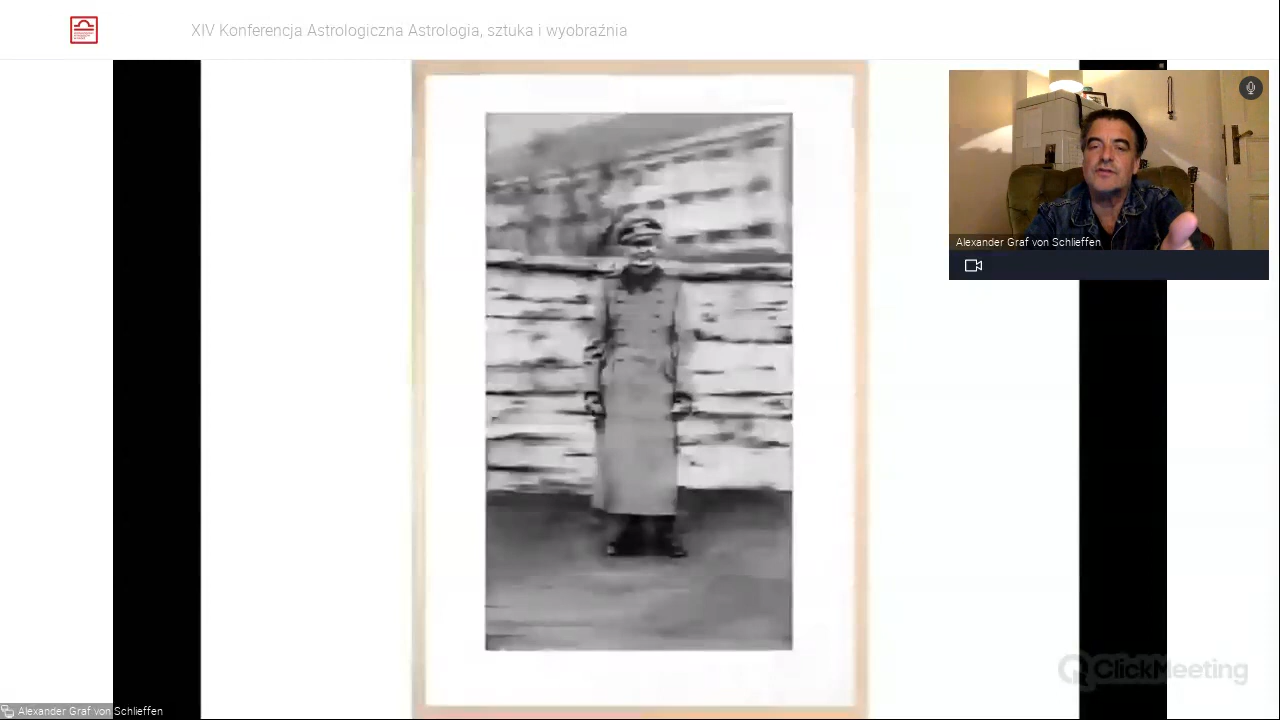 XIV Konferencja Astrologiczna Astrologia, sztuka i wyobraźnia
Alexander Graf von Schlieffen
ClickMeeting
Alexander Graf von Schlieffen